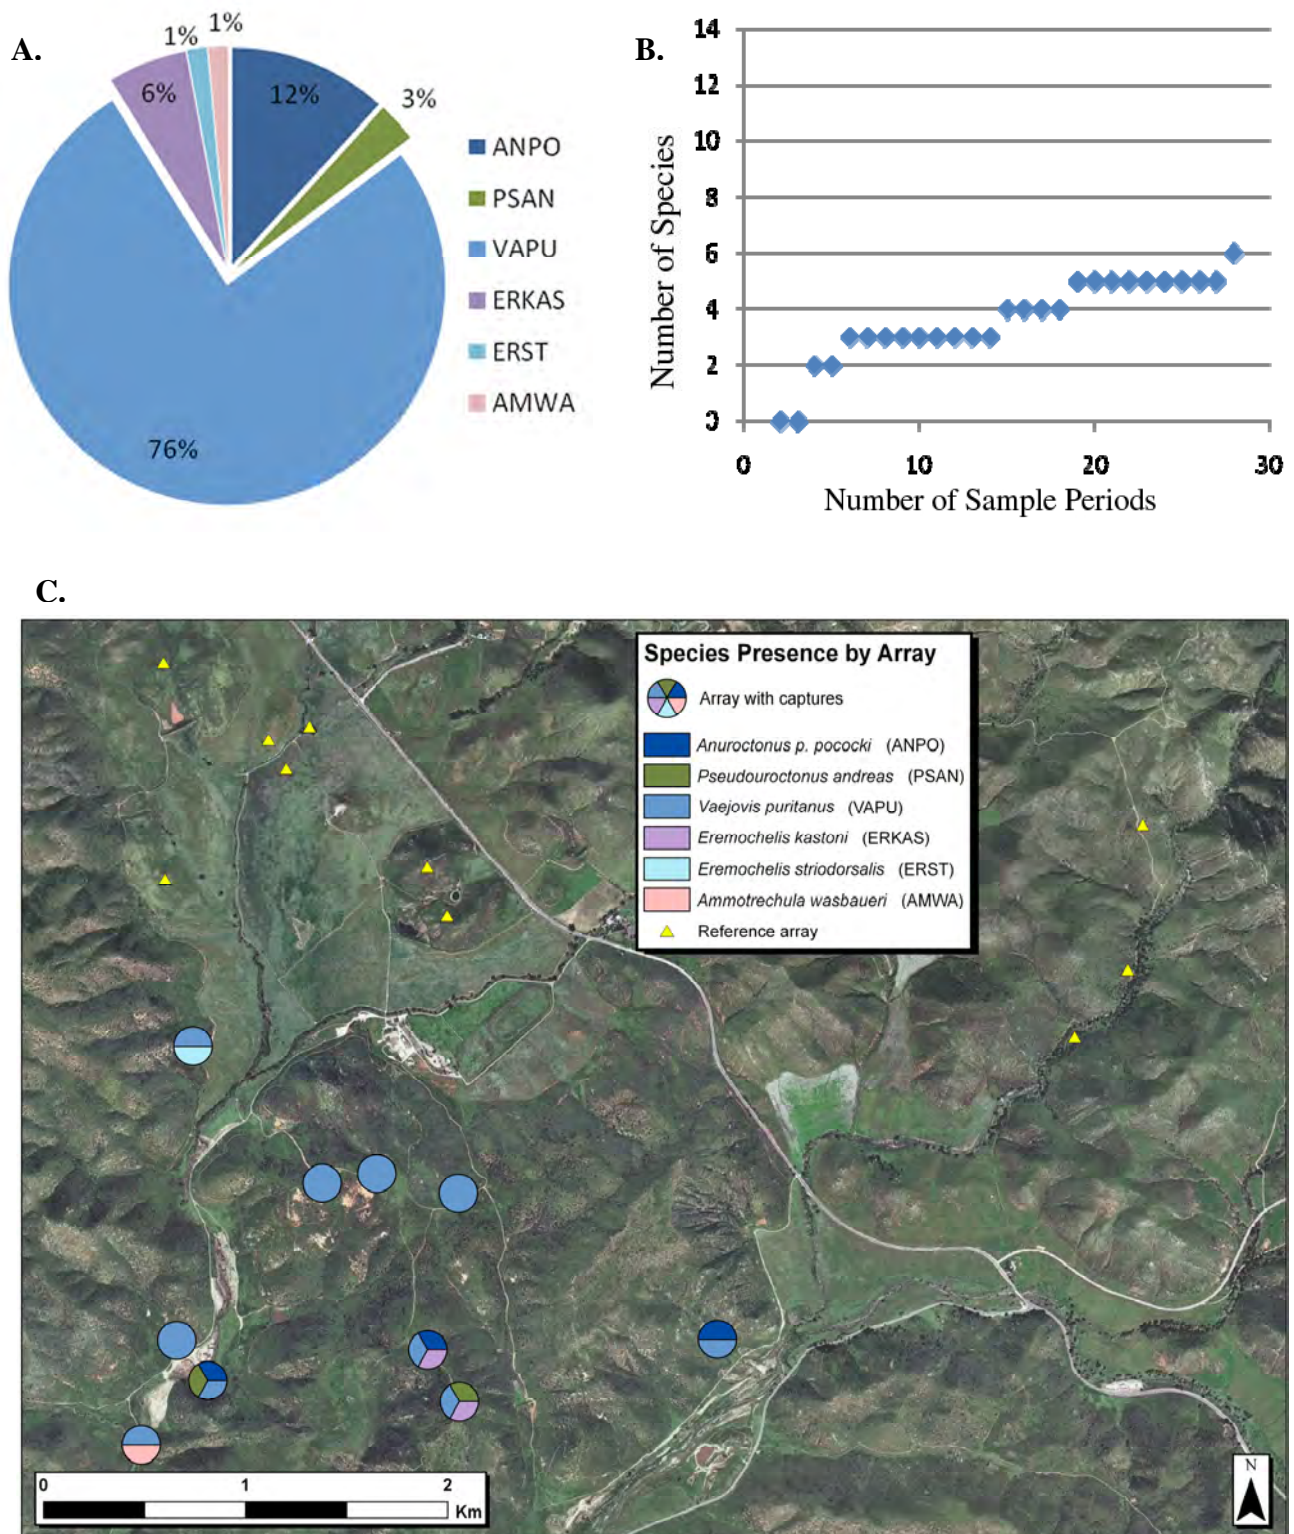 A.
1%
1%
6%
12%
3%
76%
ANPO
PSAN
VAPU
ERKAS
ERST
AMWA
B.
14
12
10
8
6
4
2
0
0
10
20
30
Number of Species
Number of Sample Periods
C.
Species Presence by Array
Array with captures
Anuroctonus p. pococki (ANPO)
Pseudouroctonus andreas (PSAN)
Vaejovis puritanus (VAPU)
Eremochelis kastoni (ERKAS)
Eremochelis striodorsalis (ERST)
Ammotrechula wasbaueri (AMWA)
Reference array
0 1 2
Km
N